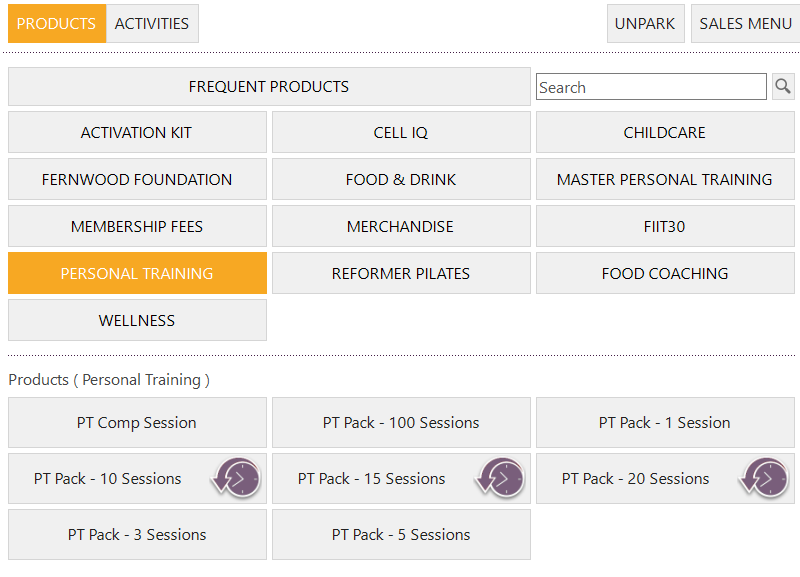 PRODUCTS ACTIVITIES UNPARK SALES MENU
FREQUENT PRODUCTS Search
ACTIVATION KIT CELL IQ CHILDCARE
FERNWOOD FOUNDATION FOOD & DRINK MASTER PERSONAL TRAINING
MEMBERSHIP FEES MERCHANDISE FIIT30
PERSONAL TRAINING REFORMER PILATES FOOD COACHING
WELLNESS
Products ( Personal Training )
PT Comp Session PT Pack - 100 Sessions PT Pack - 1 Session
PT Pack - 10 Sessions PT Pack - 15 Sessions PT Pack - 20 Sessions
PT Pack - 3 Sessions PT Pack - 5 Sessions